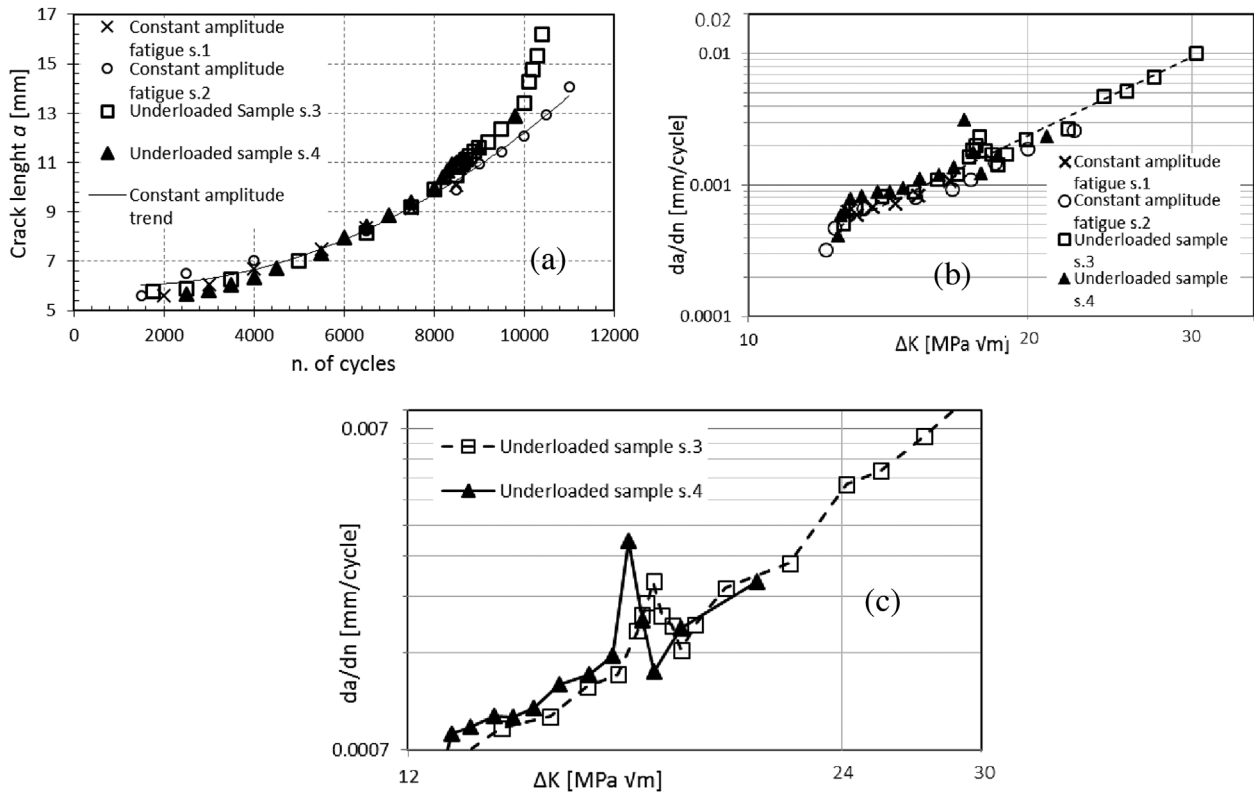 17
15
13
11
9
7
5
0
2000
4000
6000
8000
10000
12000
Crack lenght a [mm]
n. of cycles
Constant amplitude
fatigue s.1
Constant amplitude
fatigue s.2
Underloaded Sample s.3
Underloaded sample s.4
Constant amplitude
trend
(a)
0.02
0.01
0.001
0.0001
10
20
30
da/dn [mm/cycle]
ΔK [MPa √m]
Constant amplitude
fatigue s.1
Constant amplitude
fatigue s.2
Underloaded sample
s.3
Underloaded sample
s.4
(b)
0.007
0.0007
12
24
30
da/dn [mm/cycle]
ΔK [MPa √m]
Underloaded sample s.3
Underloaded sample s.4
(c)